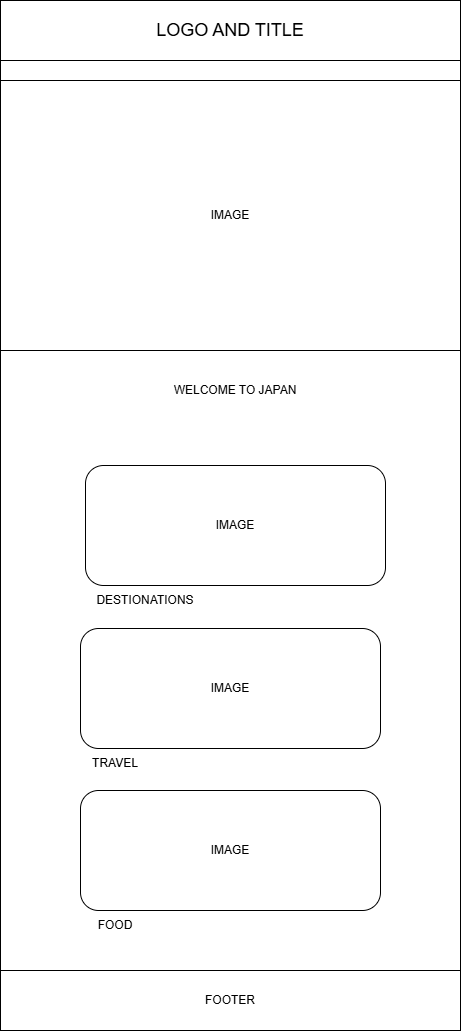 LOGO AND TITLE
IMAGE
WELCOME TO JAPAN
IMAGE
DESTIONATIONS
IMAGE
TRAVEL
IMAGE
FOOD
FOOTER